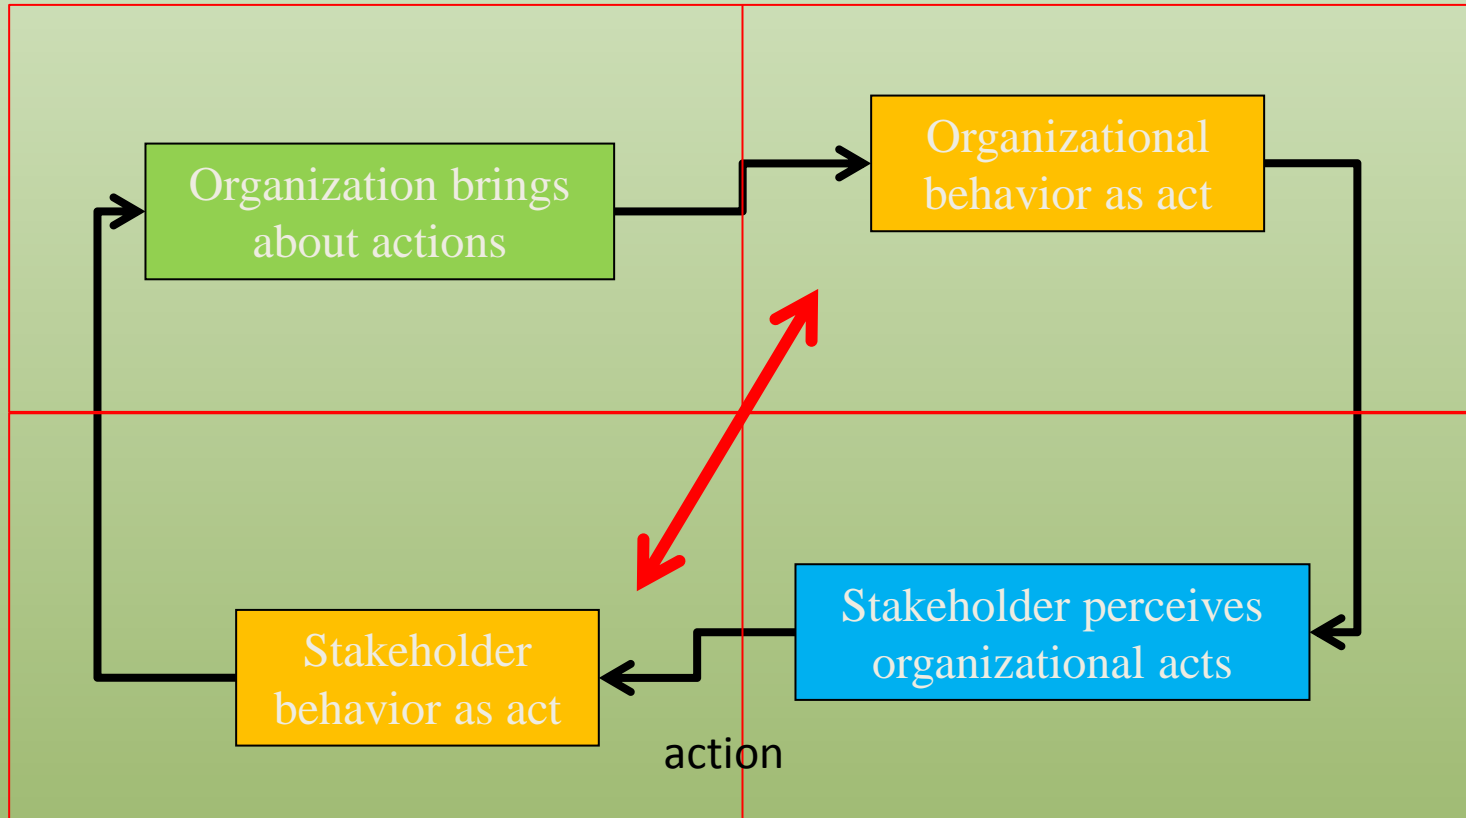 Organization brings
about actions
Organizational
behavior as act
Stakeholder
behavior as act
Stakeholder perceives
organizational acts
action